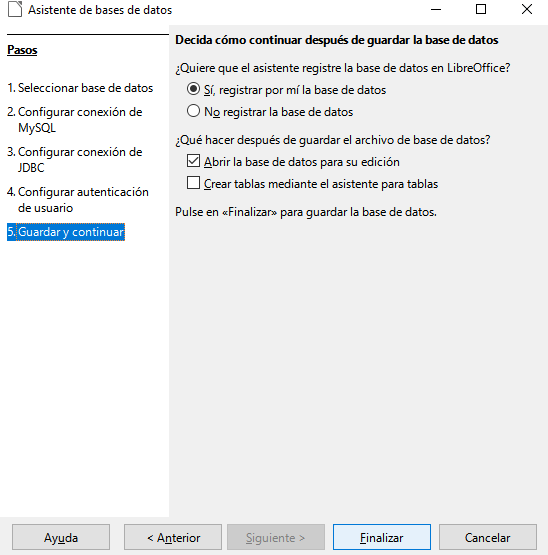 Asistente de bases de datos
Pasos
1. Seleccionar base de datos
2. Configurar conexión de
MySQL
3. Configurar conexión de
JDBC
4. Configurar autenticación
de usuario
5. Guardar y continuar
Decida cómo continuar después de guardar la base de datos
¿Quiere que el asistente registre la base de datos en LibreOffice?
Sí, registrar por mí la base de datos
No registrar la base de datos
¿Qué hacer después de guardar el archivo de base de datos?
Abrir la base de datos para su edición
Crear tablas mediante el asistente para tablas
Pulse en «Finalizar» para guardar la base de datos.
Ayuda
< Anterior
Siguiente >
Finalizar
Cancelar